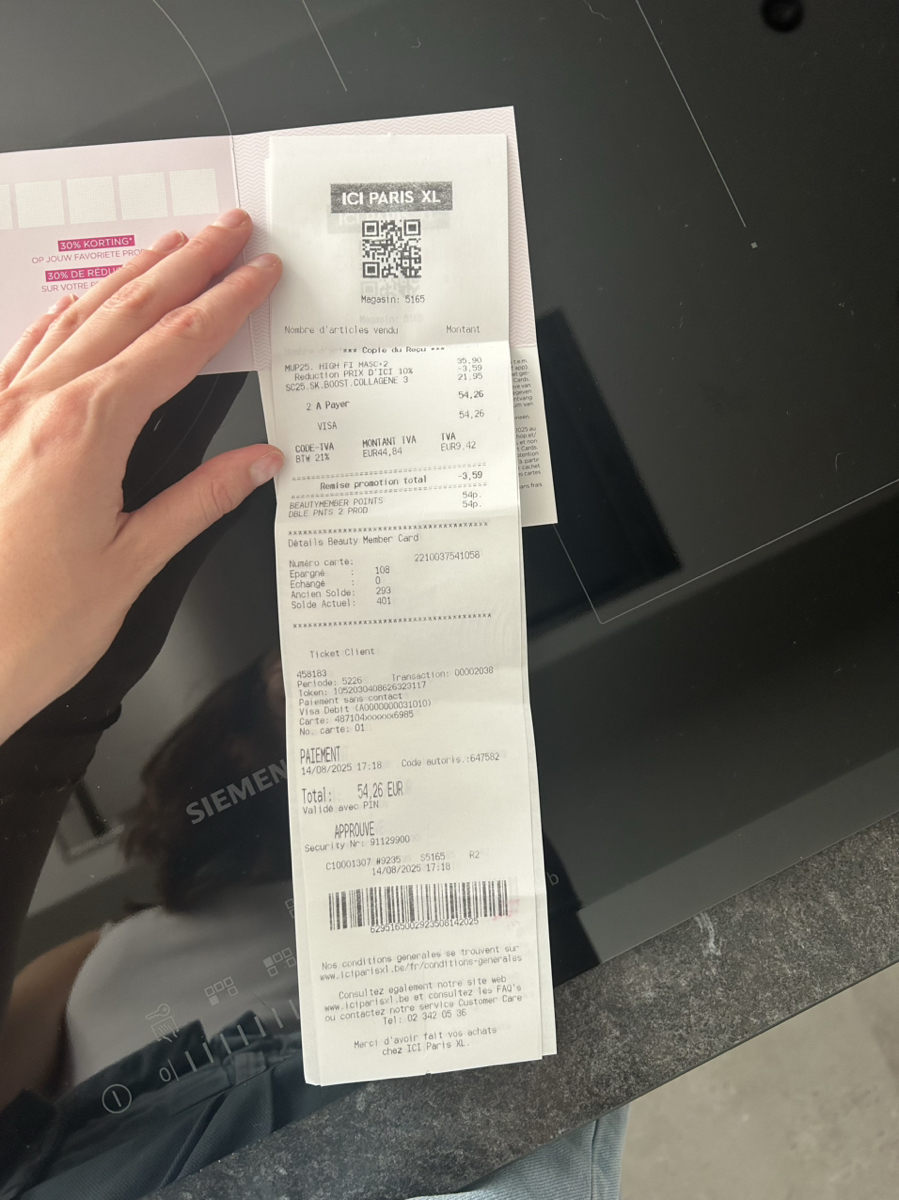 30% KORTING*
OP JOUW FAVORIETE
30% DE
SUR VOTRE
ICI PARIS XL
Magasin: 5165
Nombre d'articles vendu Montant
*** Copie du Reçu ***
MUP25. HIGH FI MASC*2 35,90
Reduction PRIX D'ICI 10% -3,59
SC25.SK.BOOST.COLLAGENE 3 21,95
54,26
2 A Payer
54,26
VISA
CODE-TVA MONTANT TVA TVA
BTW 21% EUR44,84 EUR9,42
Remise promotion total -3,59
BEAUTYMEMBER POINTS 54p.
DBLE PNTS 2 PROD 54p.
Détails Beauty Member Card
Numéro carte: 2210037541058
Epargné : 108
Echangé : 0
Ancien Solde: 293
Solde Actuel: 401
Ticket Client
458183
Periode: 5226 Transaction: 00002038
Token: 1052030408626323117
Paiement sans contact
Visa Debit (A0000000031010)
Carte: 487104xxxxxx6985
No. carte: 01
PAIEMENT
14/08/2025 17:18 Code autoris.:647582
Total: 54,26 EUR
Validé avec PIN
APPROUVE
Security Nr: 91129900
C10001307 #9235 S5165 R2
14/08/2025 17:18
6295165002923508142025
Nos conditions generales se trouvent sur
www.iciparisxl.be/fr/conditions-generales
Consultez egalement notre site web
www.iciparisxl.be et consultez les FAQ's
ou contactez notre service Customer Care
Tel: 02 342 05 36
Merci d'avoir fait vos achats
chez ICI Paris XL.
SIEMEN